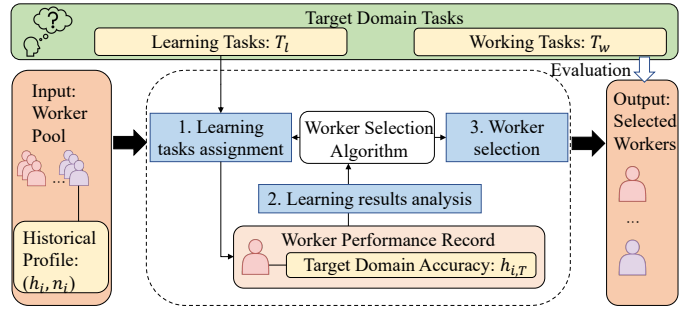 Target Domain Tasks
?
Learning Tasks: T_l
Working Tasks: T_w
Evaluation
Input:
Worker
Pool
...
Historical
Profile:
(h_i, n_i)
1. Learning
tasks assignment
Worker Selection
Algorithm
3. Worker
selection
2. Learning results analysis
Worker Performance Record
Target Domain Accuracy: h_{i,T}
Output:
Selected
Workers
...